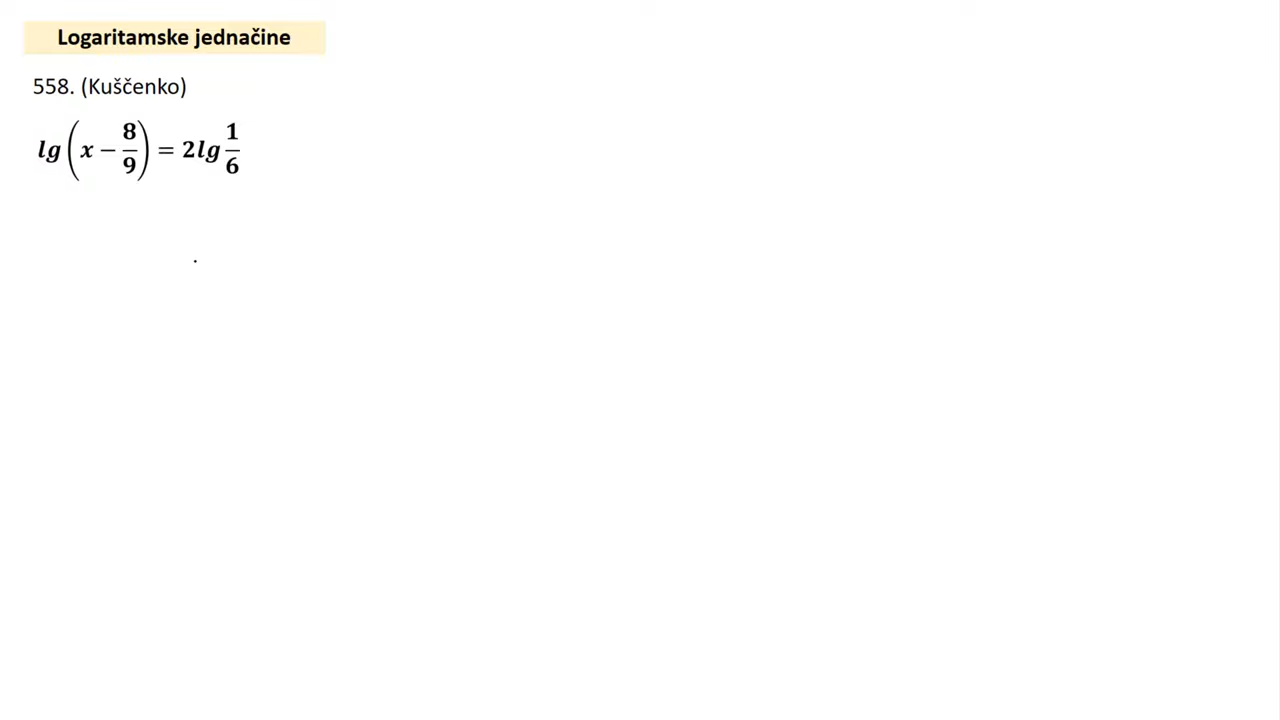 Logaritamske jednačine
558. (Kuščenko)
lg(x − 8/9) = 2lg 1/6